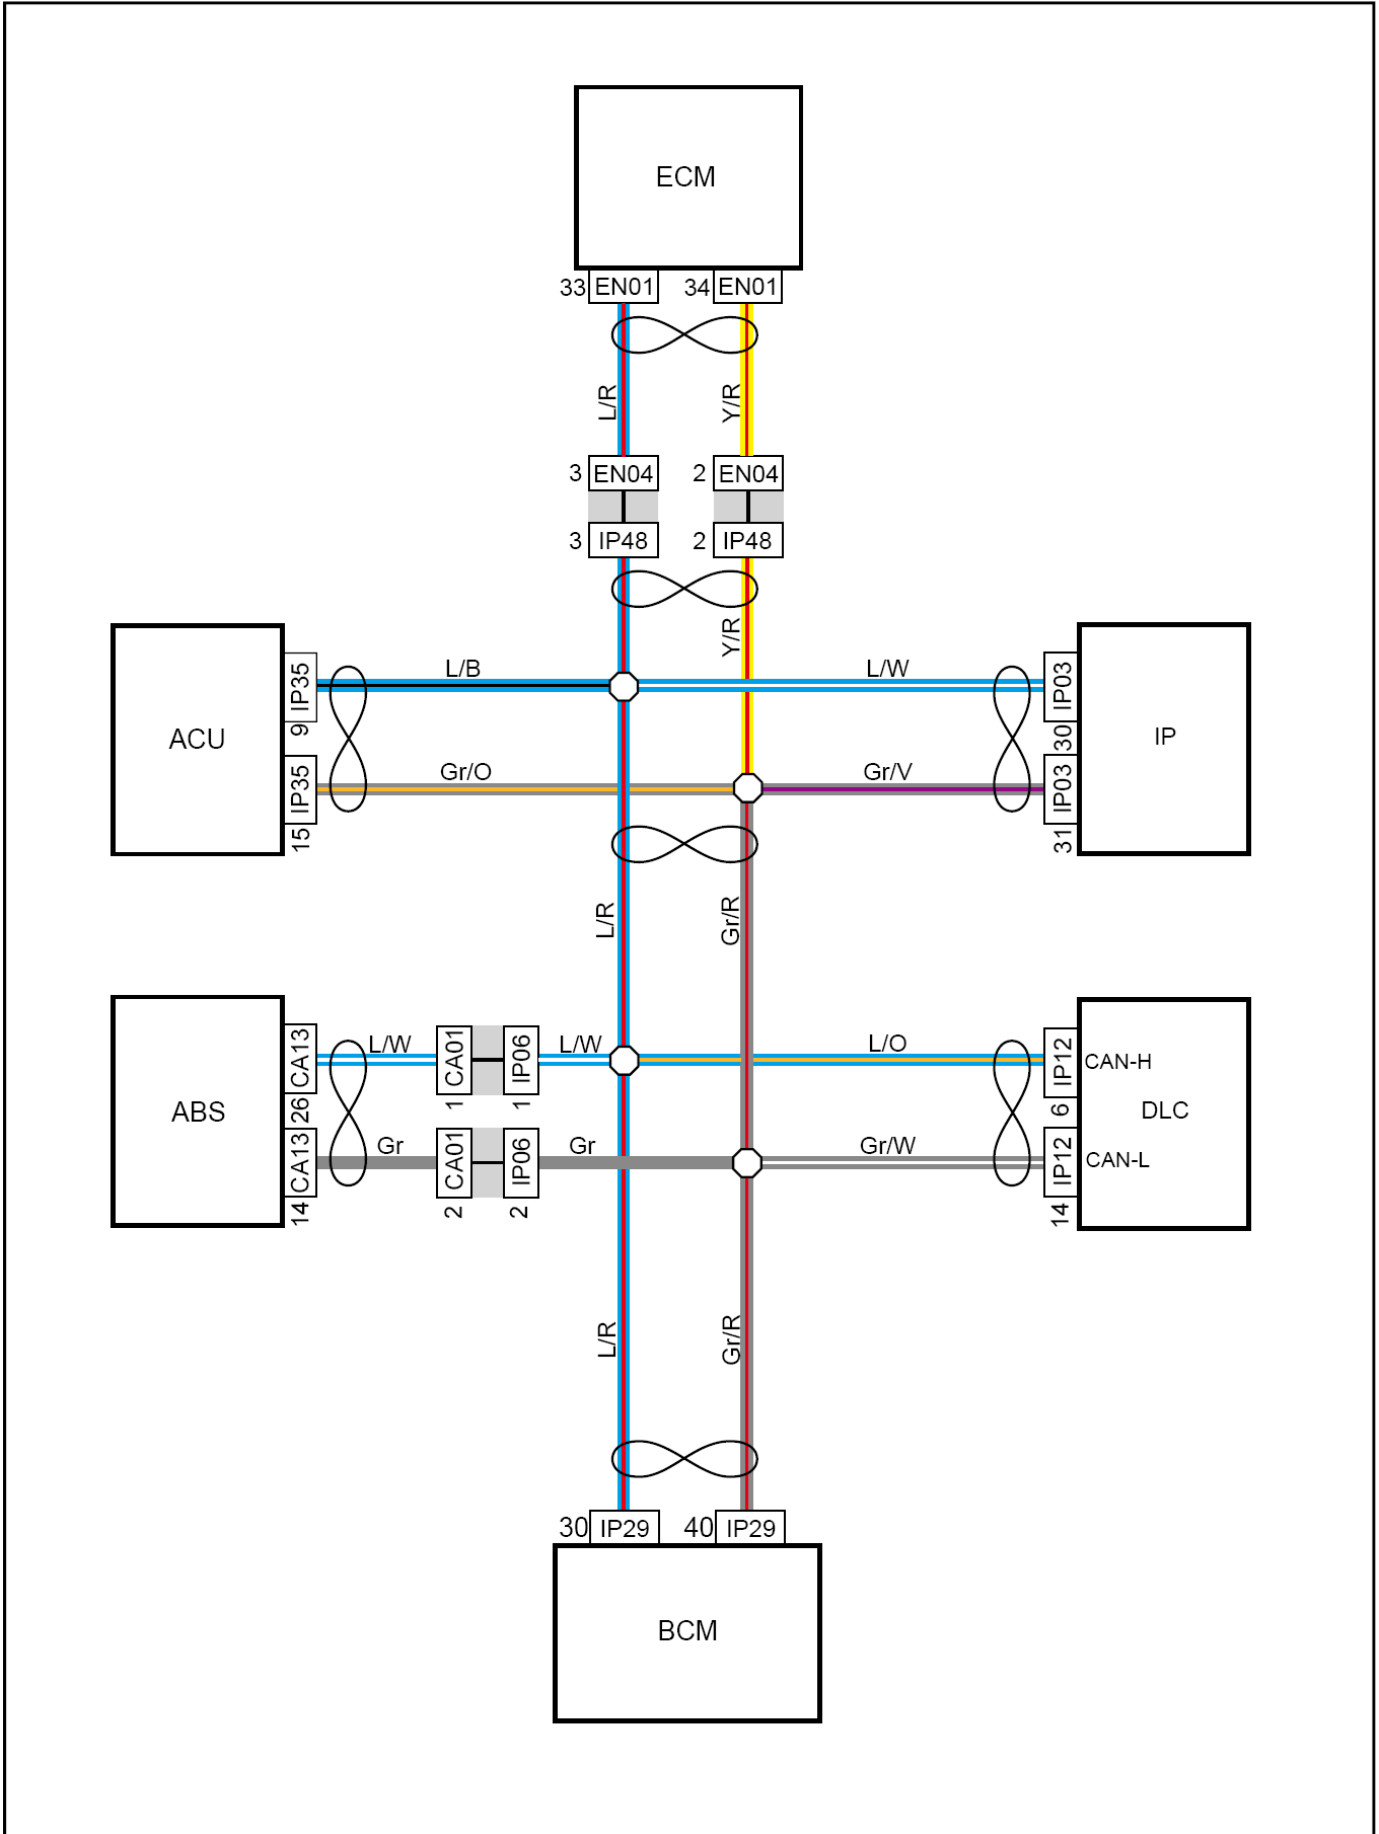 ECM
33 EN01 34 EN01
L/R Y/R
3 EN04 2 EN04
3 IP48 2 IP48
Y/R
IP35 L/B L/W IP03
9 30
ACU IP
IP35 Gr/O Gr/V IP03
15 31
L/R Gr/R
CA13 L/W CA01 IP06 L/W L/O IP12 CAN-H
26 1 1 6
ABS DLC
CA13 Gr CA01 IP06 Gr Gr/W IP12 CAN-L
14 2 2 14
L/R Gr/R
30 IP29 40 IP29
BCM